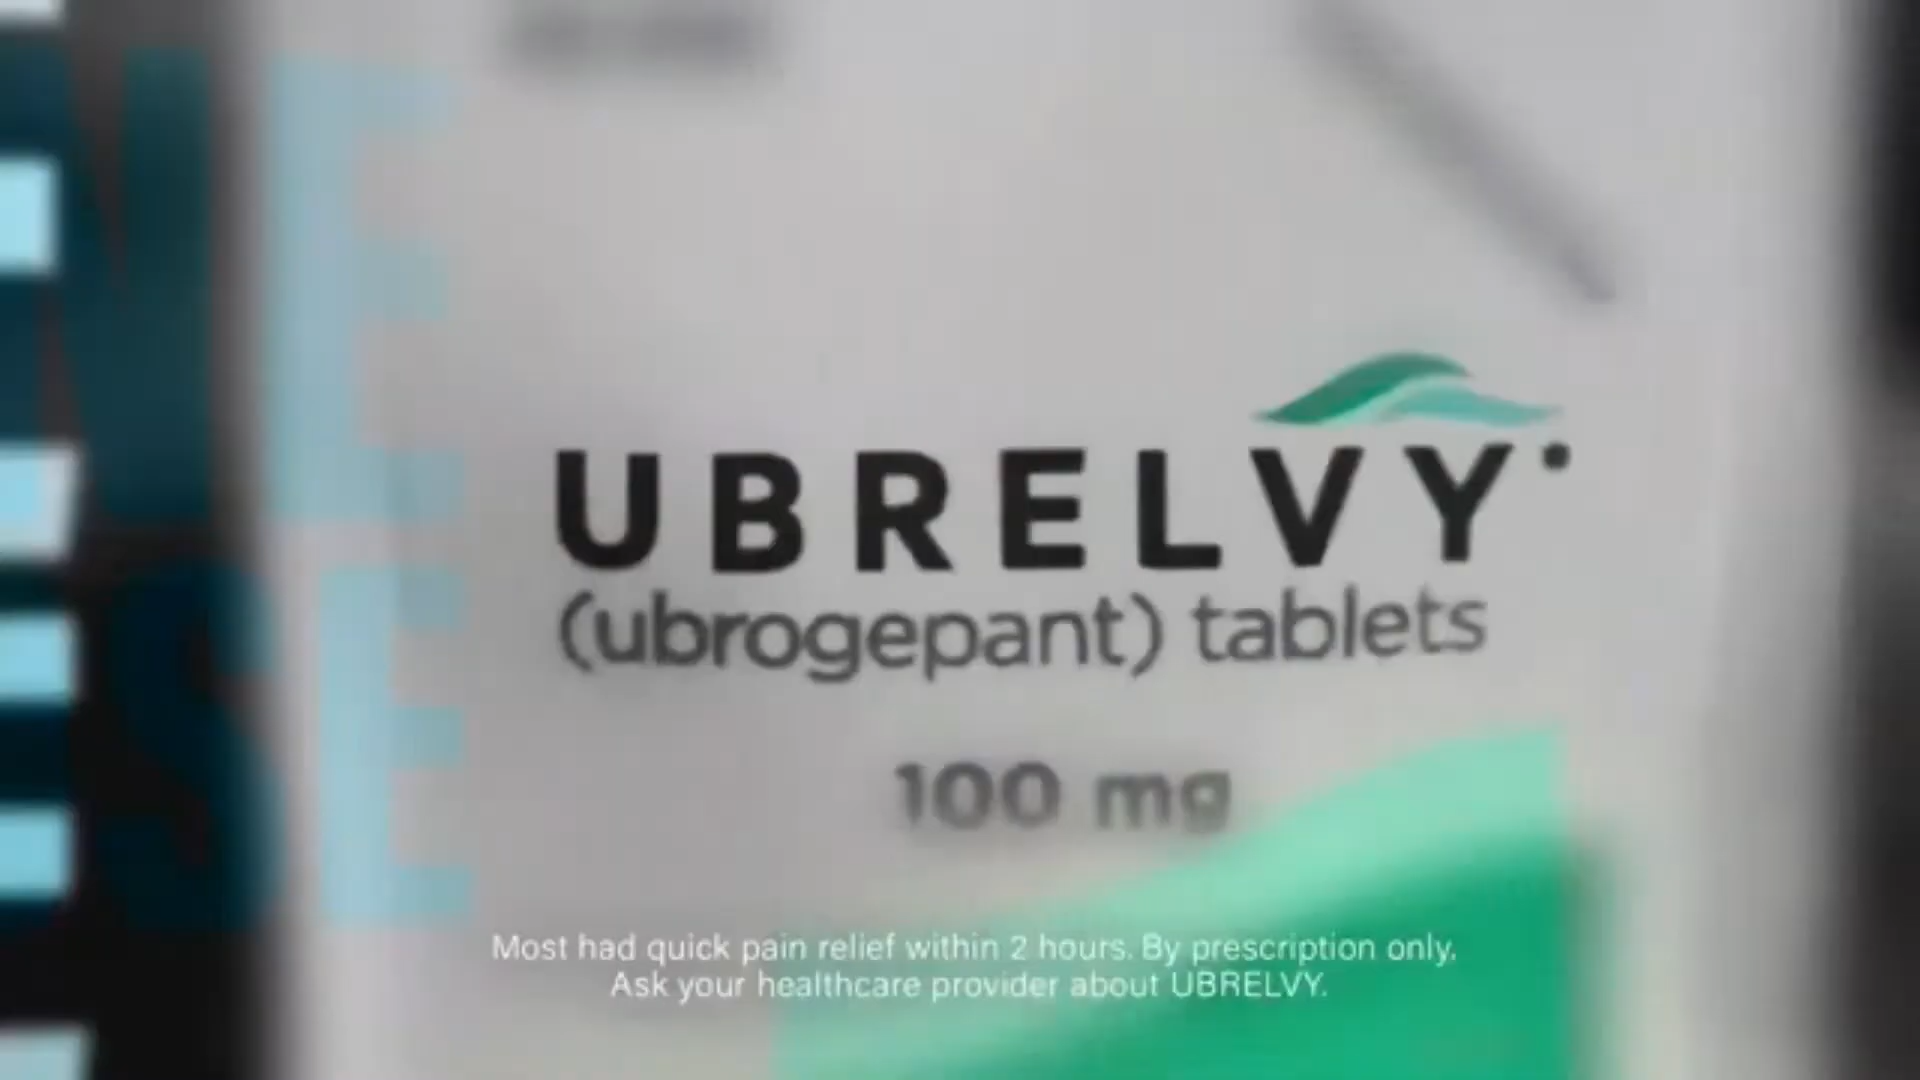 UBRELVY
(ubrogepant) tablets
100 mg
Most had quick pain relief within 2 hours. By prescription only.
Ask your healthcare provider about UBRELVY.